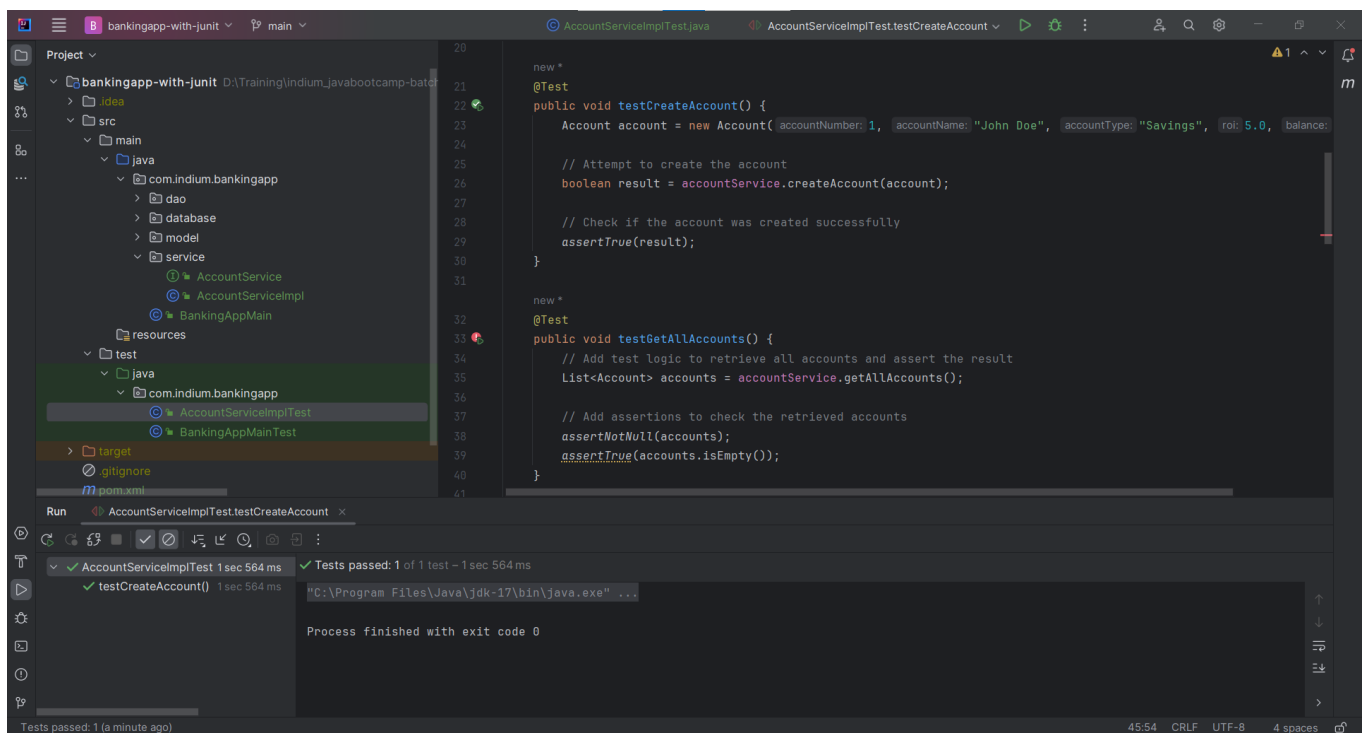 B bankingapp-with-junit main AccountServiceImplTest.java AccountServiceImplTest.testCreateAccount
Project
bankingapp-with-junit D:\Training\indium_javabootcamp-batch
.idea
src
main
java
com.indium.bankingapp
dao
database
model
service
AccountService
AccountServiceImpl
BankingAppMain
resources
test
java
com.indium.bankingapp
AccountServiceImplTest
BankingAppMainTest
target
.gitignore
pom.xml
1
m
20
new *
21 @Test
22 public void testCreateAccount() {
23 Account account = new Account( accountNumber: 1, accountName: "John Doe", accountType: "Savings", roi: 5.0, balance:
24
25 // Attempt to create the account
26 boolean result = accountService.createAccount(account);
27
28 // Check if the account was created successfully
29 assertTrue(result);
30 }
31
new *
32 @Test
33 public void testGetAllAccounts() {
34 // Add test logic to retrieve all accounts and assert the result
35 List<Account> accounts = accountService.getAllAccounts();
36
37 // Add assertions to check the retrieved accounts
38 assertNotNull(accounts);
39 assertTrue(accounts.isEmpty());
40 }
41
Run AccountServiceImplTest.testCreateAccount
AccountServiceImplTest 1 sec 564 ms
testCreateAccount() 1 sec 564 ms
Tests passed: 1 of 1 test – 1 sec 564 ms
"C:\Program Files\Java\jdk-17\bin\java.exe" ...
Process finished with exit code 0
Tests passed: 1 (a minute ago) 45:54 CRLF UTF-8 4 spaces